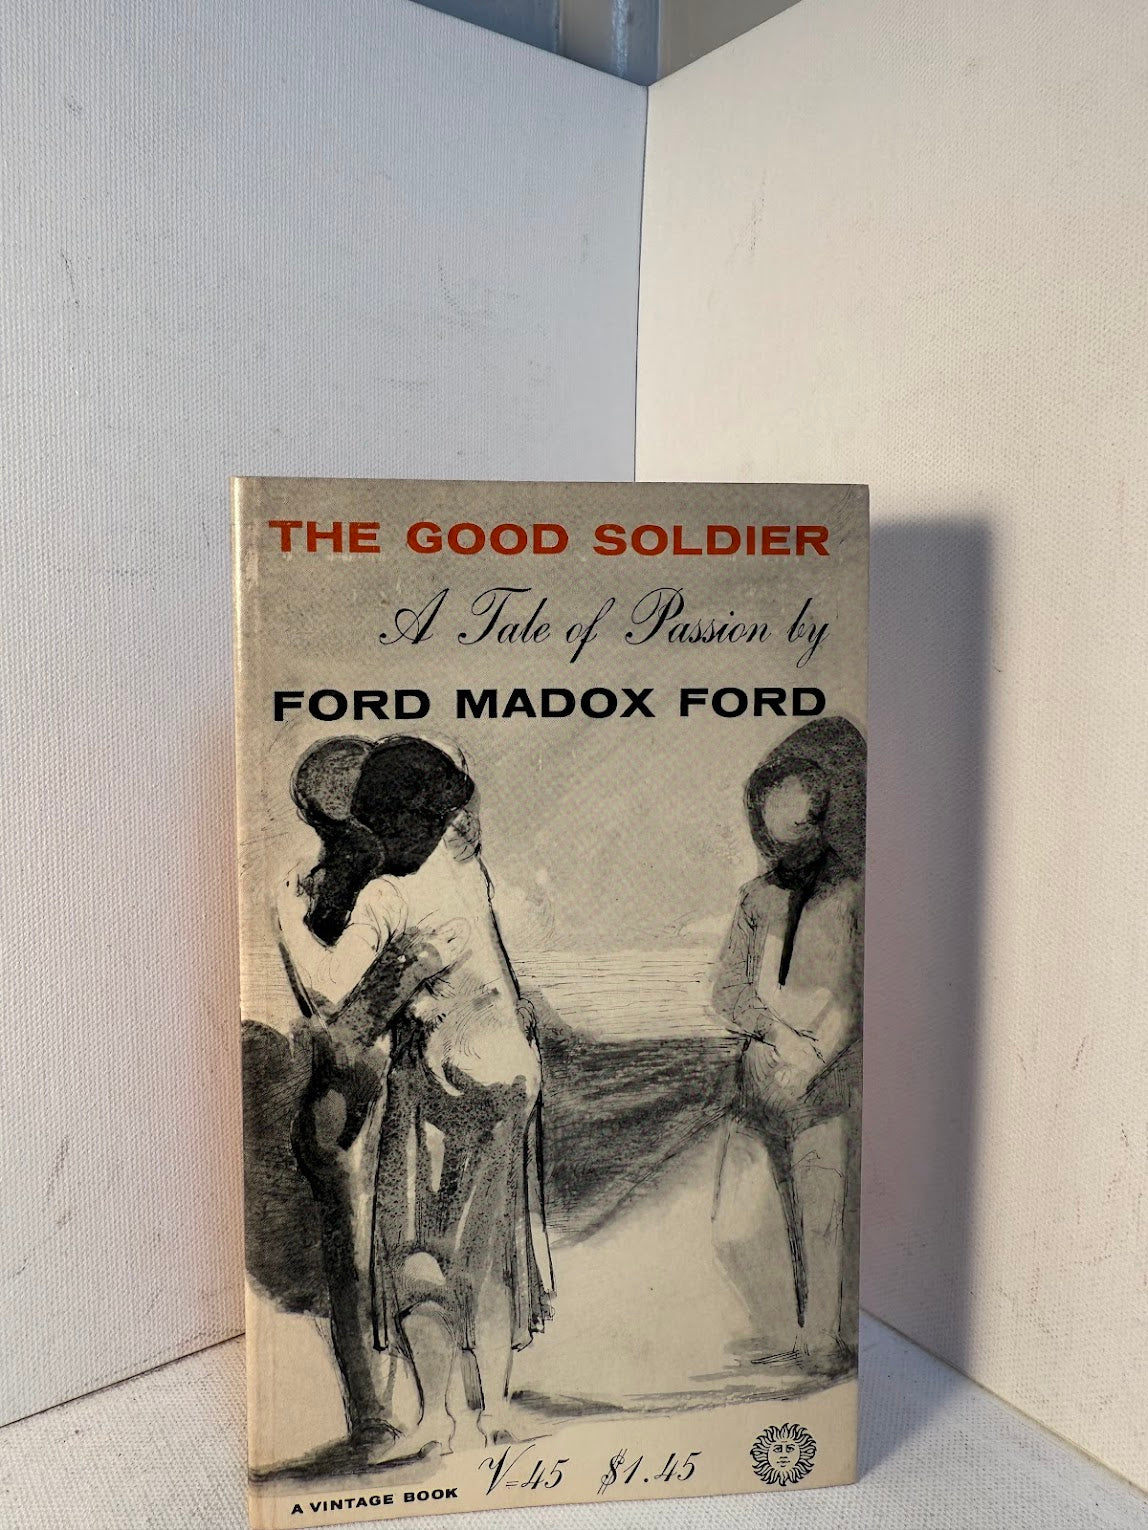 THE GOOD SOLDIER
A Tale of Passion by
FORD MADOX FORD
A VINTAGE BOOK V-45 $1.45